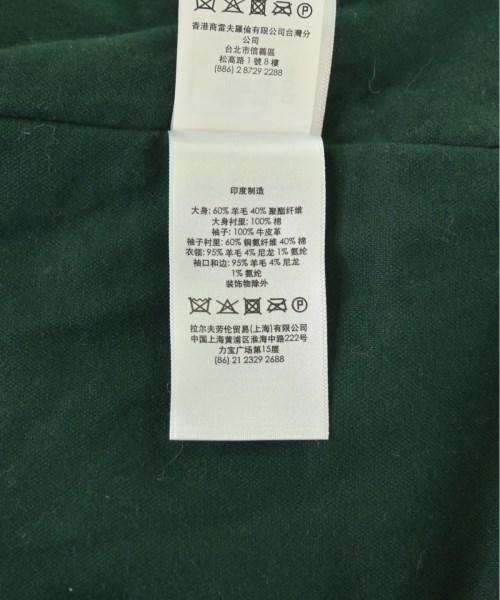 香港商雷夫羅倫有限公司台灣分
公司
台北市信義區
松高路1號8樓
(886) 2 8729 2288
印度制造
大身: 60% 羊毛 40% 聚酯纤维
大身衬里: 100% 棉
袖子: 100% 牛皮革
袖子衬里: 60% 铜氨纤维 40% 棉
衣领: 95% 羊毛 4% 尼龙 1% 氨纶
袖口和边: 95% 羊毛 4% 尼龙
1% 氨纶
装饰物除外
P
拉尔夫劳伦贸易(上海)有限公司
中国上海黄浦区淮海中路222号
力宝广场第15层
(86) 21 2329 2688